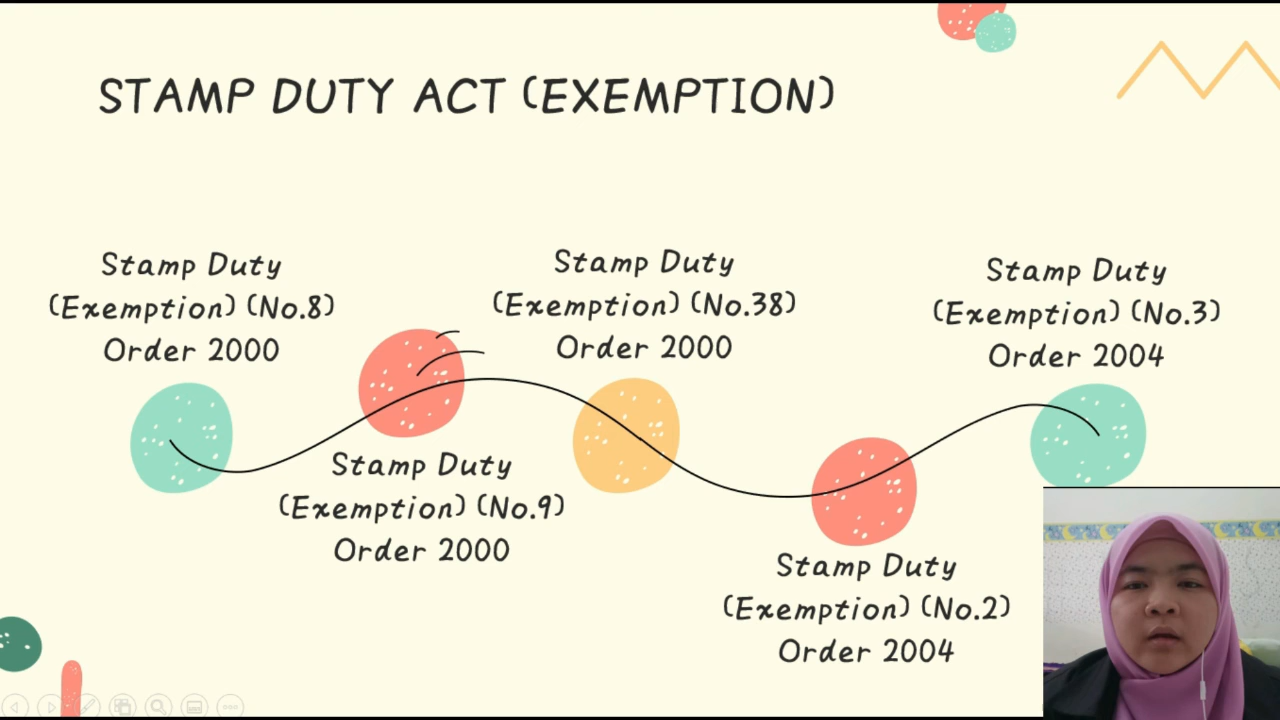 STAMP DUTY ACT (EXEMPTION)
Stamp Duty
(Exemption) (No.8)
Order 2000
Stamp Duty
(Exemption) (No.9)
Order 2000
Stamp Duty
(Exemption) (No.38)
Order 2000
Stamp Duty
(Exemption) (No.2)
Order 2004
Stamp Duty
(Exemption) (No.3)
Order 2004